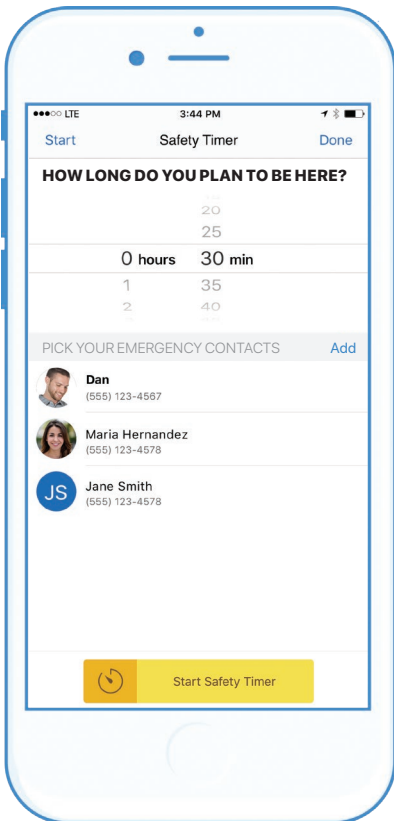 LTE 3:44 PM
Start Safety Timer Done
HOW LONG DO YOU PLAN TO BE HERE?
20
25
0 hours 30 min
1 35
2 40
PICK YOUR EMERGENCY CONTACTS Add
Dan
(555) 123-4567
Maria Hernandez
(555) 123-4578
JS Jane Smith
(555) 123-4578
Start Safety Timer